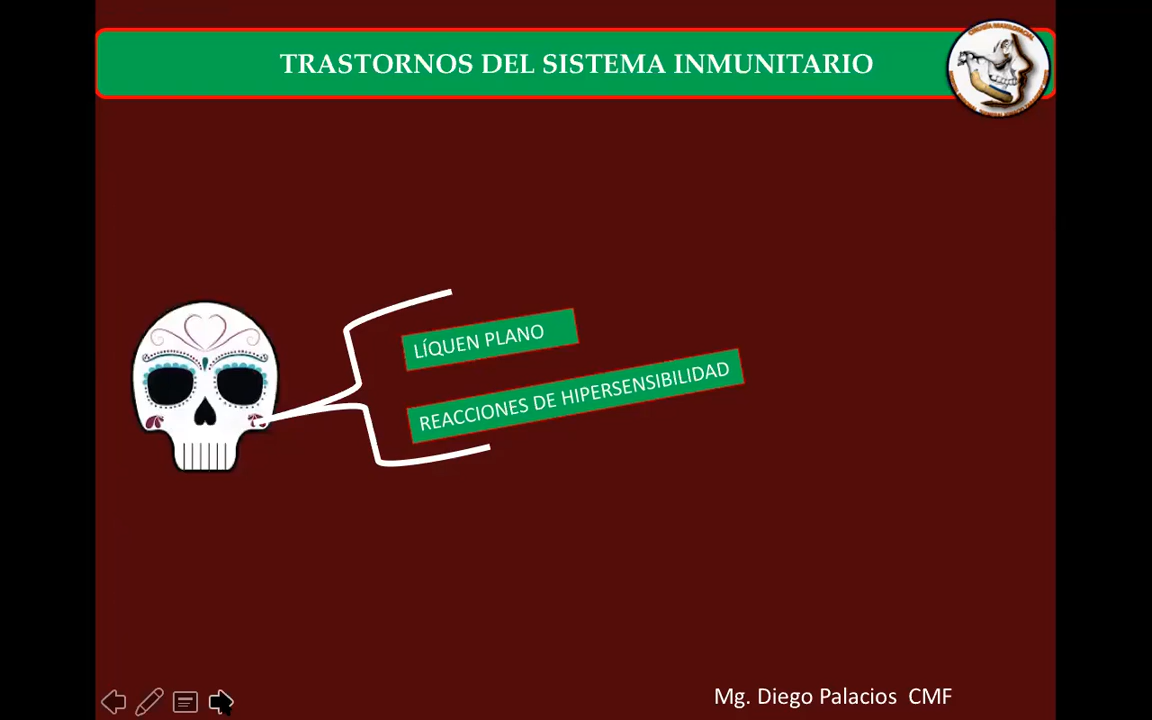 TRASTORNOS DEL SISTEMA INMUNITARIO
LÍQUEN PLANO
REACCIONES DE HIPERSENSIBILIDAD
Mg. Diego Palacios CMF